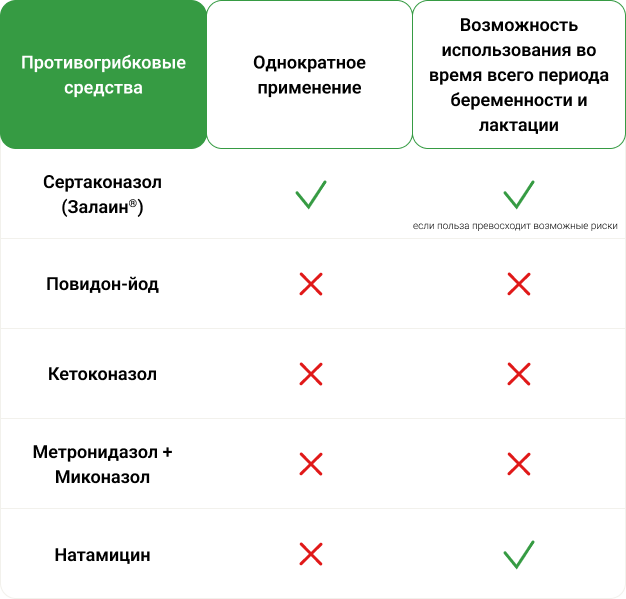 Противогрибковые
средства
Однократное
применение
Возможность
использования во
время всего периода
беременности и
лактации
Сертаконазол
(Залаин®)
если польза превосходит возможные риски
Повидон-йод
Кетоконазол
Метронидазол +
Миконазол
Натамицин